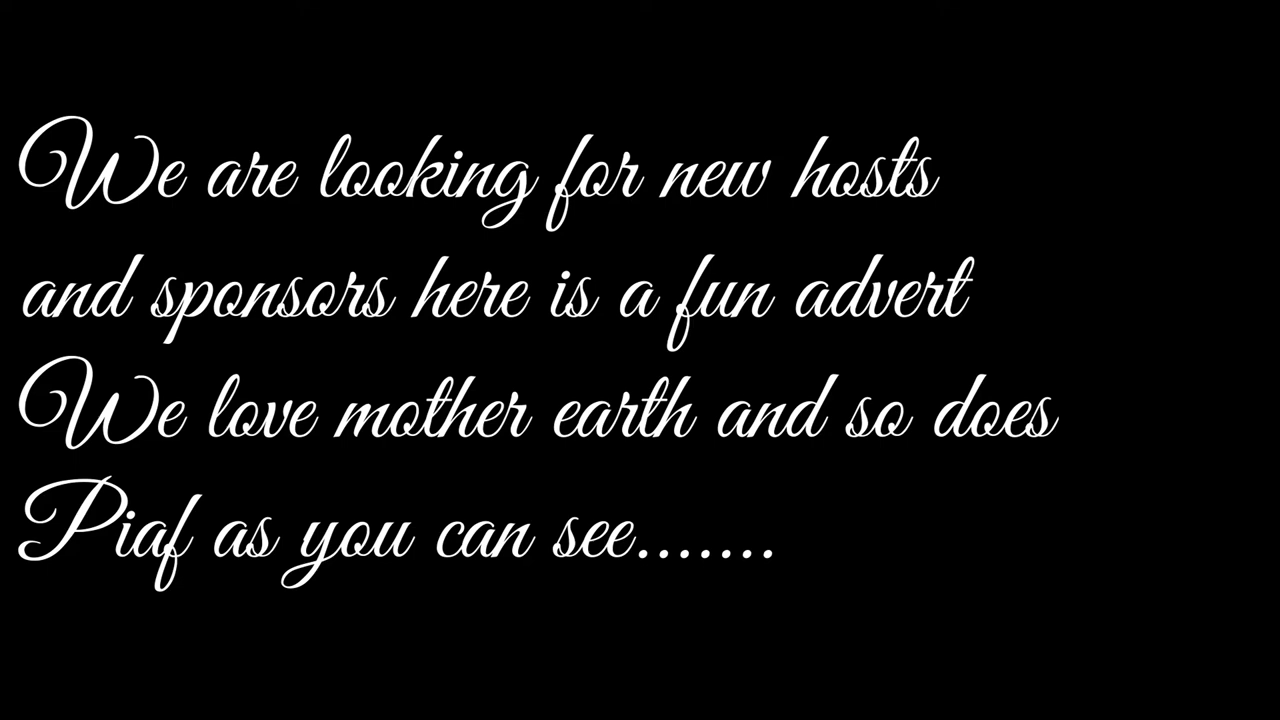 We are looking for new hosts
and sponsors here is a fun advert
We love mother earth and so does
Piaf as you can see.......